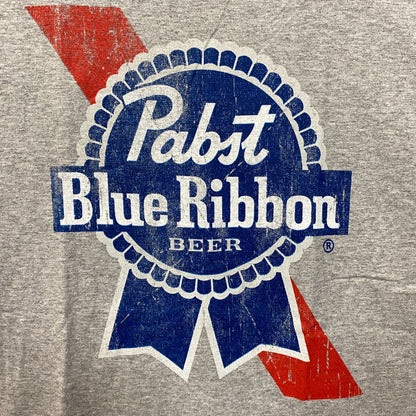 Pabst
Blue Ribbon
BEER
®